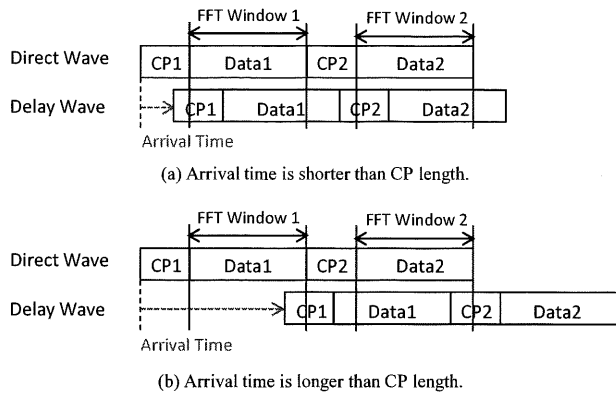 FFT Window 1 FFT Window 2
Direct Wave CP1 Data1 CP2 Data2
Delay Wave CP1 Data1 CP2 Data2
Arrival Time
(a) Arrival time is shorter than CP length.
FFT Window 1 FFT Window 2
Direct Wave CP1 Data1 CP2 Data2
Delay Wave CP1 Data1 CP2 Data2
Arrival Time
(b) Arrival time is longer than CP length.